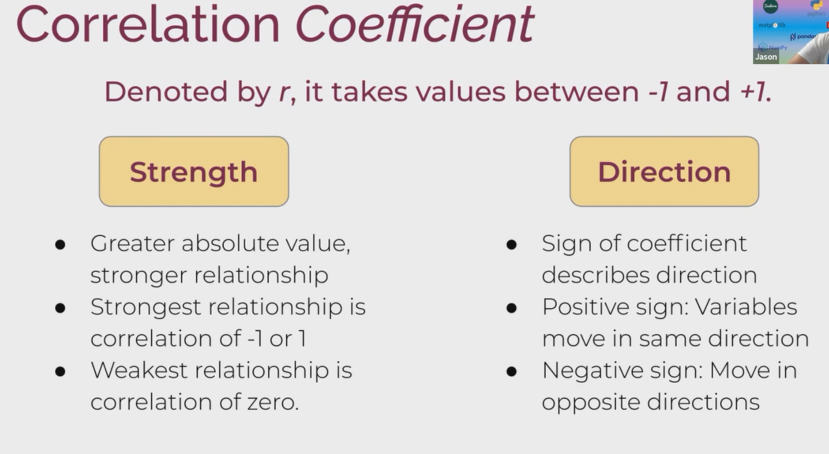 Correlation Coefficient
Denoted by r, it takes values between -1 and +1.
Strength
● Greater absolute value,
stronger relationship
● Strongest relationship is
correlation of -1 or 1
● Weakest relationship is
correlation of zero.
Direction
● Sign of coefficient
describes direction
● Positive sign: Variables
move in same direction
● Negative sign: Move in
opposite directions
Jason